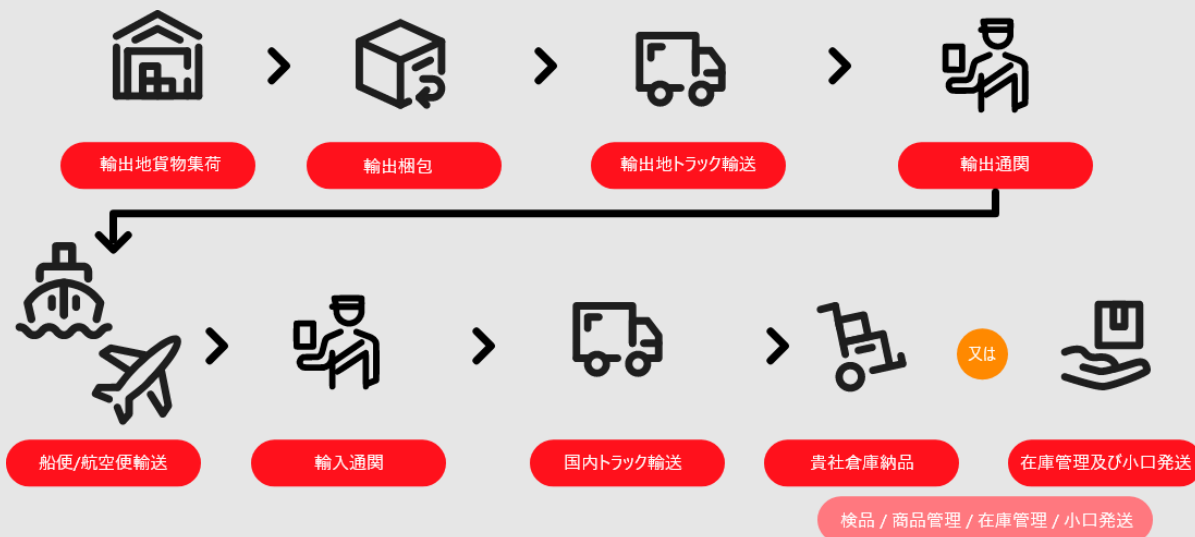 輸出地貨物集荷
輸出梱包
輸出地トラック輸送
輸出通関
船便/航空便輸送
輸入通関
国内トラック輸送
貴社倉庫納品
又は
在庫管理及び小口発送
検品 / 商品管理 / 在庫管理 / 小口発送